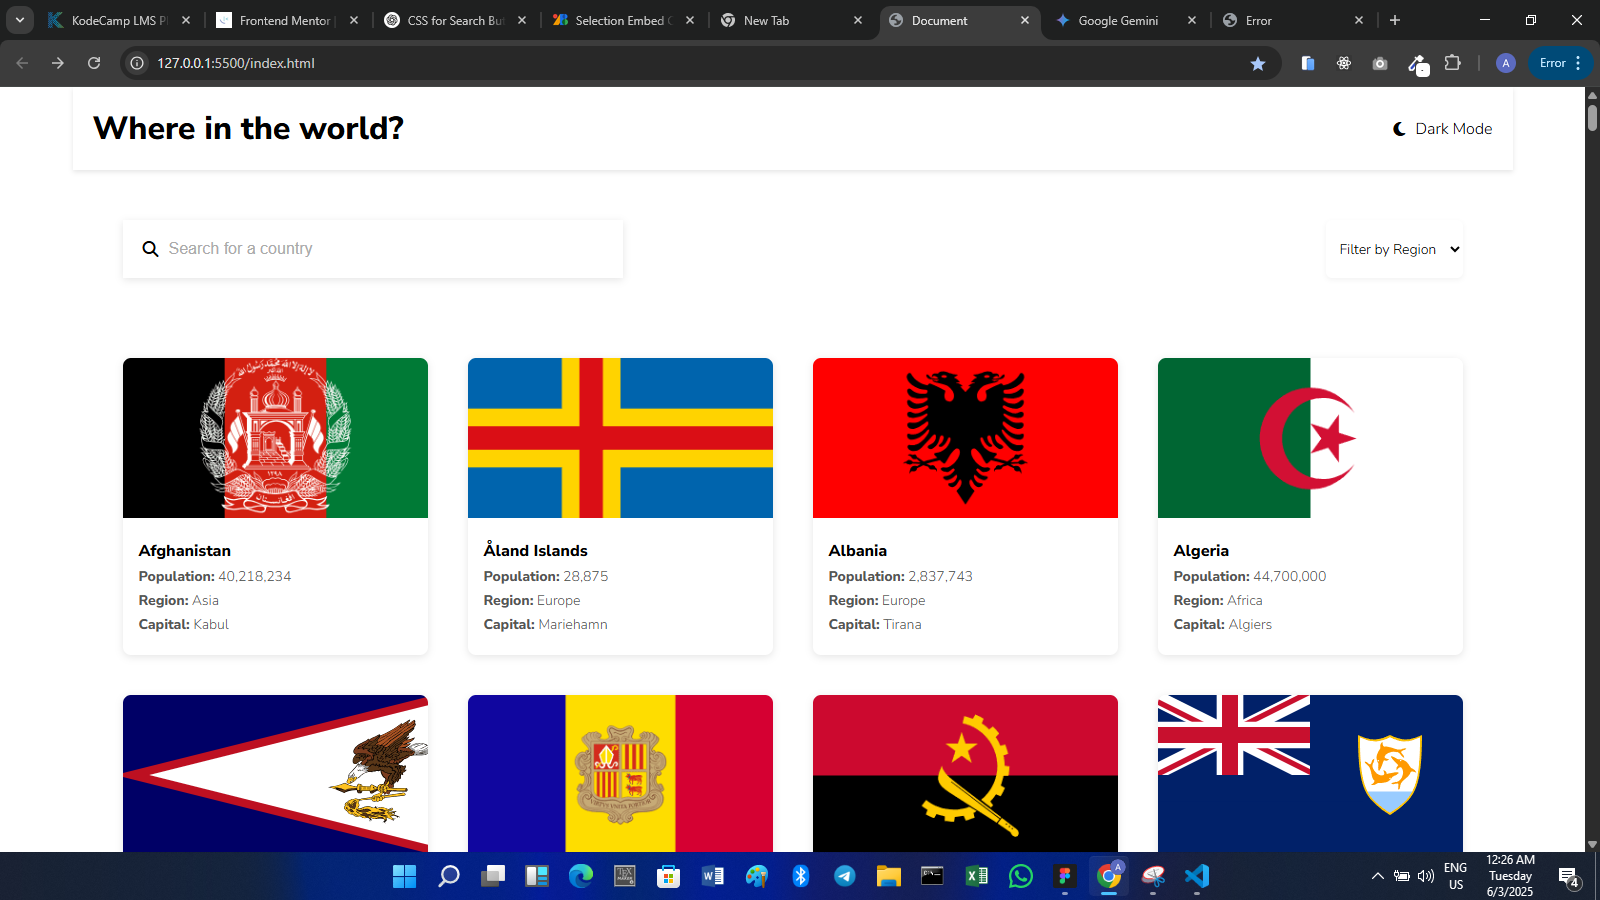 KodeCamp LMS P
Frontend Mentor
CSS for Search Bu
Selection Embed
New Tab
Document
Google Gemini
Error
127.0.0.1:5500/index.html
A
Error
Where in the world?
Dark Mode
Search for a country
Filter by Region
Afghanistan
Population: 40,218,234
Region: Asia
Capital: Kabul
Åland Islands
Population: 28,875
Region: Europe
Capital: Mariehamn
Albania
Population: 2,837,743
Region: Europe
Capital: Tirana
Algeria
Population: 44,700,000
Region: Africa
Capital: Algiers
ENG
US
12:26 AM
Tuesday
6/3/2025
4